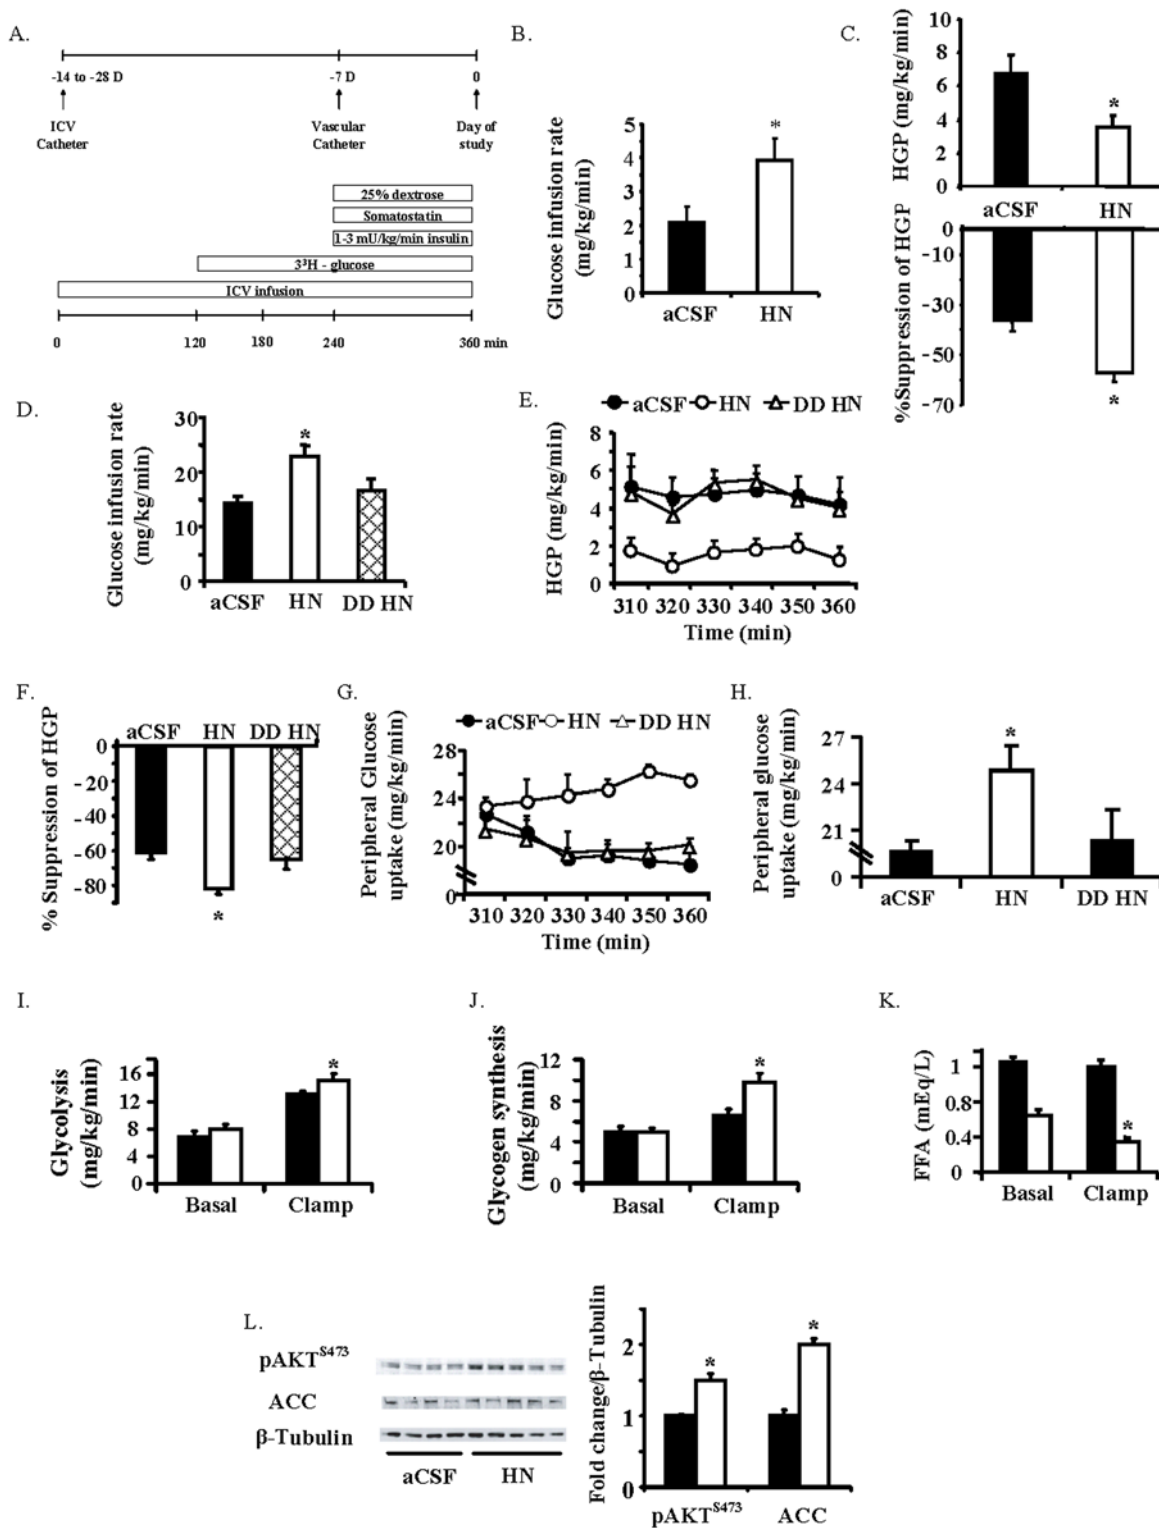 A.
-14 to -28 D
-7 D
0
ICV
Catheter
Vascular
Catheter
Day of
study
25% dextrose
Somatostatin
1-3 mU/kg/min insulin
3³H - glucose
ICV infusion
0
120
180
240
360 min
B.
Glucose infusion rate
(mg/kg/min)
5
4
3
2
1
0
*
aCSF
HN
C.
HGP (mg/kg/min)
10
8
6
4
2
0
*
aCSF
HN
%Suppression of HGP
0
-10
-30
-50
-70
*
D.
Glucose infusion rate
(mg/kg/min)
30
20
10
0
*
aCSF
HN
DD HN
E.
aCSF
HN
DD HN
HGP (mg/kg/min)
8
6
4
2
0
310 320 330 340 350 360
Time (min)
F.
aCSF
HN
DD HN
% Suppression of HGP
0
-20
-40
-60
-80
*
G.
aCSF
HN
DD HN
Peripheral Glucose
uptake (mg/kg/min)
28
24
20
0
310 320 330 340 350 360
Time (min)
H.
Peripheral glucose
uptake (mg/kg/min)
27
24
21
0
*
aCSF
HN
DD HN
I.
Glycolysis
(mg/kg/min)
16
12
8
4
0
*
Basal
Clamp
J.
Glycogen synthesis
(mg/kg/min)
12
8
4
0
*
Basal
Clamp
K.
FFA (mEq/L)
1
0.8
0.4
0
*
Basal
Clamp
L.
pAKT^S473
ACC
β-Tubulin
aCSF
HN
Fold change/β-Tubulin
2
1
0
*
*
pAKT^S473
ACC